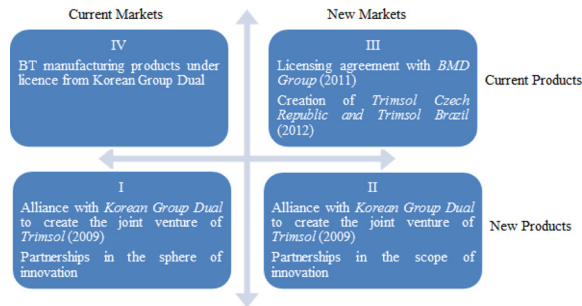 Current Markets
New Markets
IV
BT manufacturing products under
licence from Korean Group Dual
III
Licensing agreement with BMD
Group (2011)
Creation of Trimsol Czech
Republic and Trimsol Brazil
(2012)
Current Products
I
Alliance with Korean Group Dual
to create the joint venture of
Trimsol (2009)
Partnerships in the sphere of
innovation
II
Alliance with Korean Group Dual
to create the joint venture of
Trimsol (2009)
Partnerships in the scope of
innovation
New Products